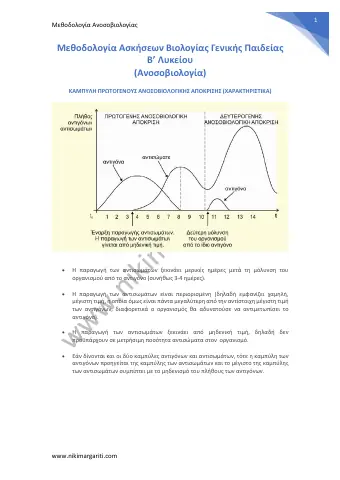 1
Μεθοδολογία Ανοσοβιολογίας
Μεθοδολογία Ασκήσεων Βιολογίας Γενικής Παιδείας
Β’ Λυκείου
(Ανοσοβιολογία)
ΚΑΜΠΥΛΗ ΠΡΩΤΟΓΕΝΟΥΣ ΑΝΟΣΟΒΙΟΛΟΓΙΚΗΣ ΑΠΟΚΡΙΣΗΣ (ΧΑΡΑΚΤΗΡΙΣΤΙΚΑ)
Πλήθος
αντιγόνων
αντισωμάτων
ΠΡΩΤΟΓΕΝΗΣ ΑΝΟΣΟΒΙΟΛΟΓΙΚΗ
ΑΠΟΚΡΙΣΗ
ΔΕΥΤΕΡΟΓΕΝΗΣ
ΑΝΟΣΟΒΙΟΛΟΓΙΚΗ ΑΠΟΚΡΙΣΗ
αντιγόνα
αντισώματα
αντιγόνα
t₀ 1 2 3 4 5 6 7 8 9 10 11 12 13 14 t
Έναρξη παραγωγής αντισωμάτων.
Η παραγωγή των αντισωμάτων
γίνεται από μηδενική τιμή.
Δεύτερη μόλυνση
του οργανισμού
από το ίδιο αντιγόνο
• Η παραγωγή των αντισωμάτων ξεκινάει μερικές ημέρες μετά τη μόλυνση του
οργανισμού από το αντιγόνο (συνήθως 3-4 ημέρες).
• Η παραγωγή των αντισωμάτων είναι περιορισμένη (δηλαδή εμφανίζει χαμηλή,
μέγιστη τιμή, η οποία όμως είναι πάντα μεγαλύτερη από την αντίστοιχη μέγιστη τιμή
των αντιγόνων, διαφορετικά ο οργανισμός θα αδυνατούσε να αντιμετωπίσει το
αντιγόνο).
• Η παραγωγή των αντισωμάτων ξεκινάει από μηδενική τιμή, δηλαδή δεν
προϋπάρχουν σε μετρήσιμη ποσότητα αντισώματα στον οργανισμό.
• Εάν δίνονται και οι δύο καμπύλες αντιγόνων και αντισωμάτων, τότε η καμπύλη των
αντιγόνων προηγείται της καμπύλης των αντισωμάτων και το μέγιστο της καμπύλης
των αντισωμάτων συμπίπτει με το μηδενισμό του πλήθους των αντιγόνων.
www.nikimargariti.com